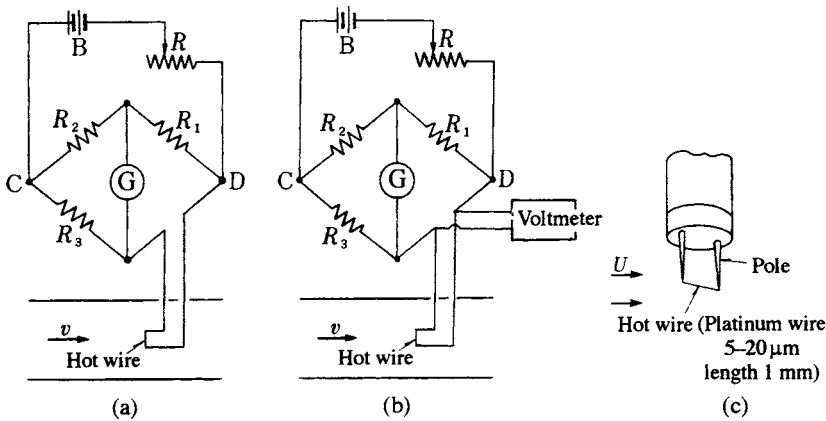 B
R
R₂
R₁
C
G
D
R₃
v
Hot wire
(a)
B
R
R₂
R₁
C
G
D
R₃
Voltmeter
v
Hot wire
(b)
U
Pole
Hot wire (Platinum wire
5–20 μm
length 1 mm)
(c)